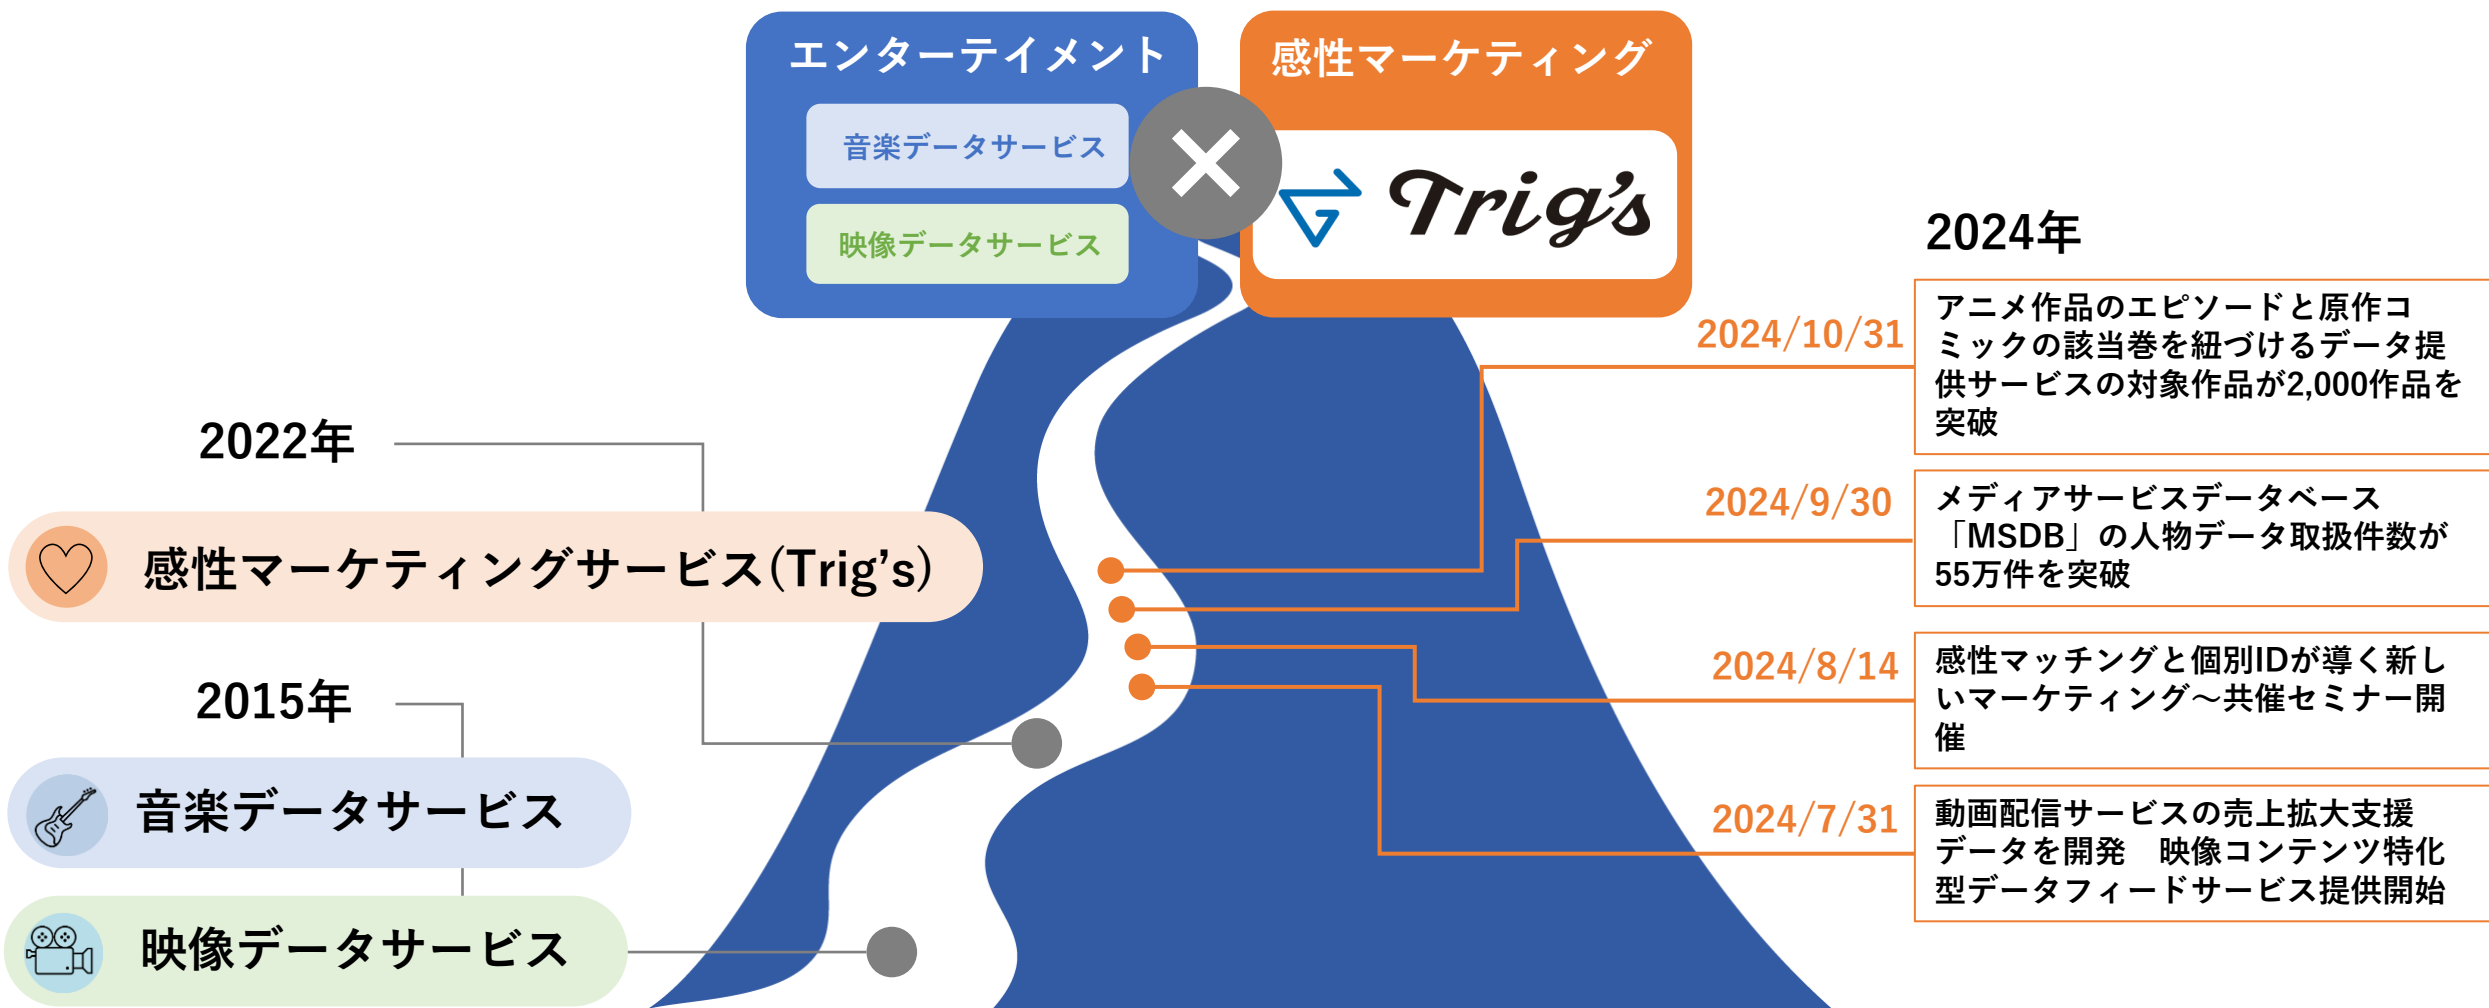 エンターテイメント
音楽データサービス
映像データサービス
感性マーケティング
Trig's
2022年
感性マーケティングサービス(Trig's)
2015年
音楽データサービス
映像データサービス
2024年
2024/10/31
アニメ作品のエピソードと原作コ
ミックの該当巻を紐づけるデータ提
供サービスの対象作品が2,000作品を
突破
2024/9/30
メディアサービスデータベース
「MSDB」の人物データ取扱件数が
55万件を突破
2024/8/14
感性マッチングと個別IDが導く新し
いマーケティング～共催セミナー開
催
2024/7/31
動画配信サービスの売上拡大支援
データを開発　映像コンテンツ特化
型データフィードサービス提供開始